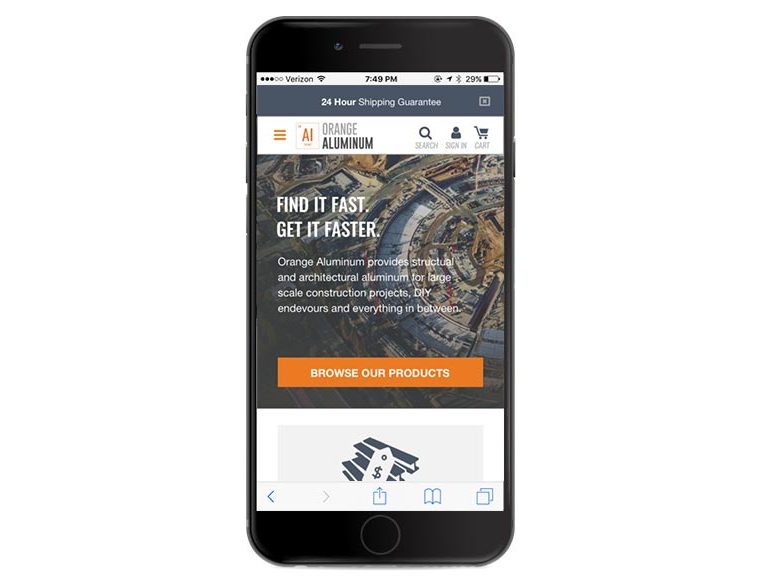 Verizon 7:49 PM 29%
24 Hour Shipping Guarantee
AI
ORANGE
ALUMINUM
SEARCH SIGN IN CART
FIND IT FAST.
GET IT FASTER.
Orange Aluminum provides structual
and architectural aluminum for large
scale construction projects, DIY
endevours and everything in between.
BROWSE OUR PRODUCTS
$